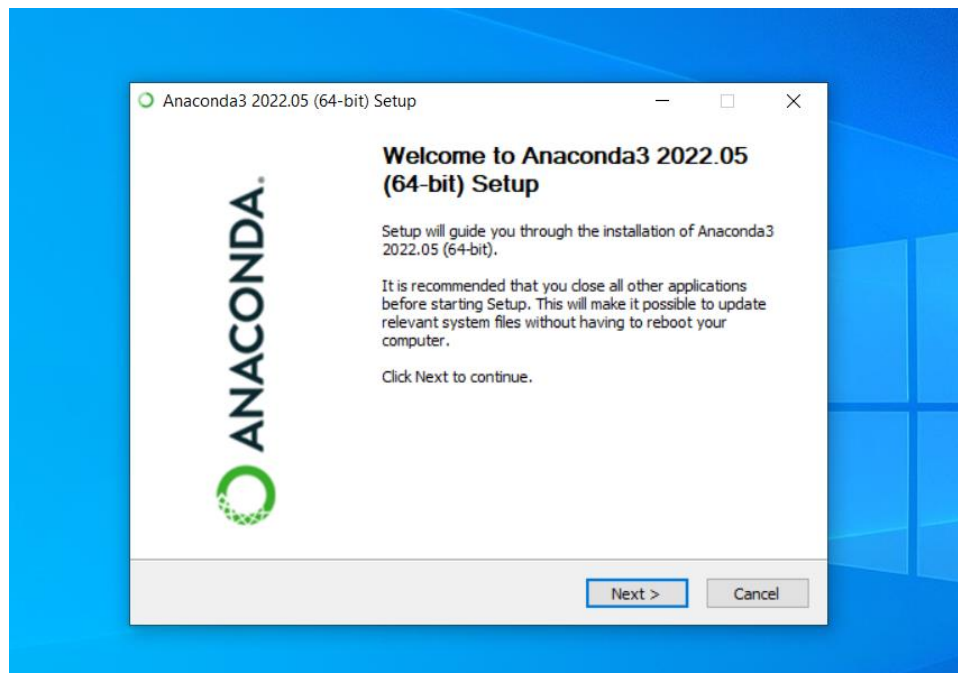 Anaconda3 2022.05 (64-bit) Setup
ANACONDA.
Welcome to Anaconda3 2022.05
(64-bit) Setup
Setup will guide you through the installation of Anaconda3
2022.05 (64-bit).
It is recommended that you close all other applications
before starting Setup. This will make it possible to update
relevant system files without having to reboot your
computer.
Click Next to continue.
Next >
Cancel